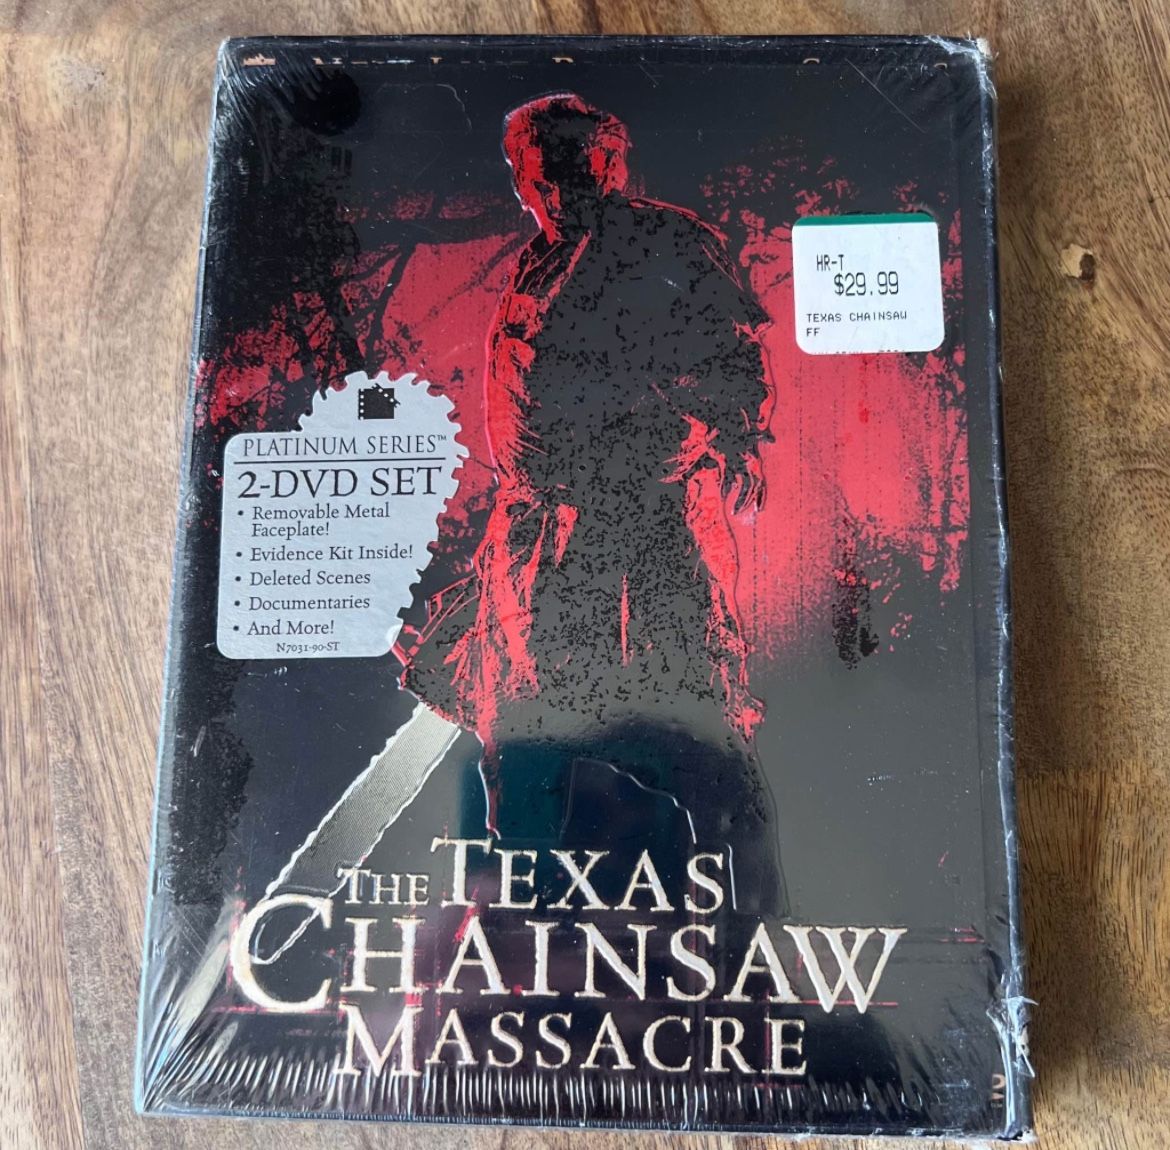 PLATINUM SERIES™
2-DVD SET
• Removable Metal
Faceplate!
• Evidence Kit Inside!
• Deleted Scenes
• Documentaries
• And More!
N7031-90-ST
HR-T
$29.99
TEXAS CHAINSAW
FF
THE TEXAS
CHAINSAW
MASSACRE